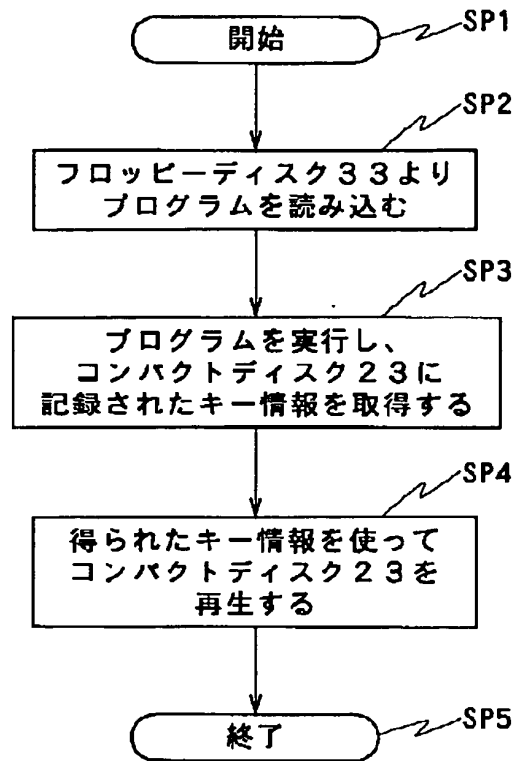 開始
SP1
SP2
フロッピーディスク33より
プログラムを読み込む
SP3
プログラムを実行し、
コンパクトディスク23に
記録されたキー情報を取得する
SP4
得られたキー情報を使って
コンパクトディスク23を
再生する
終了
SP5